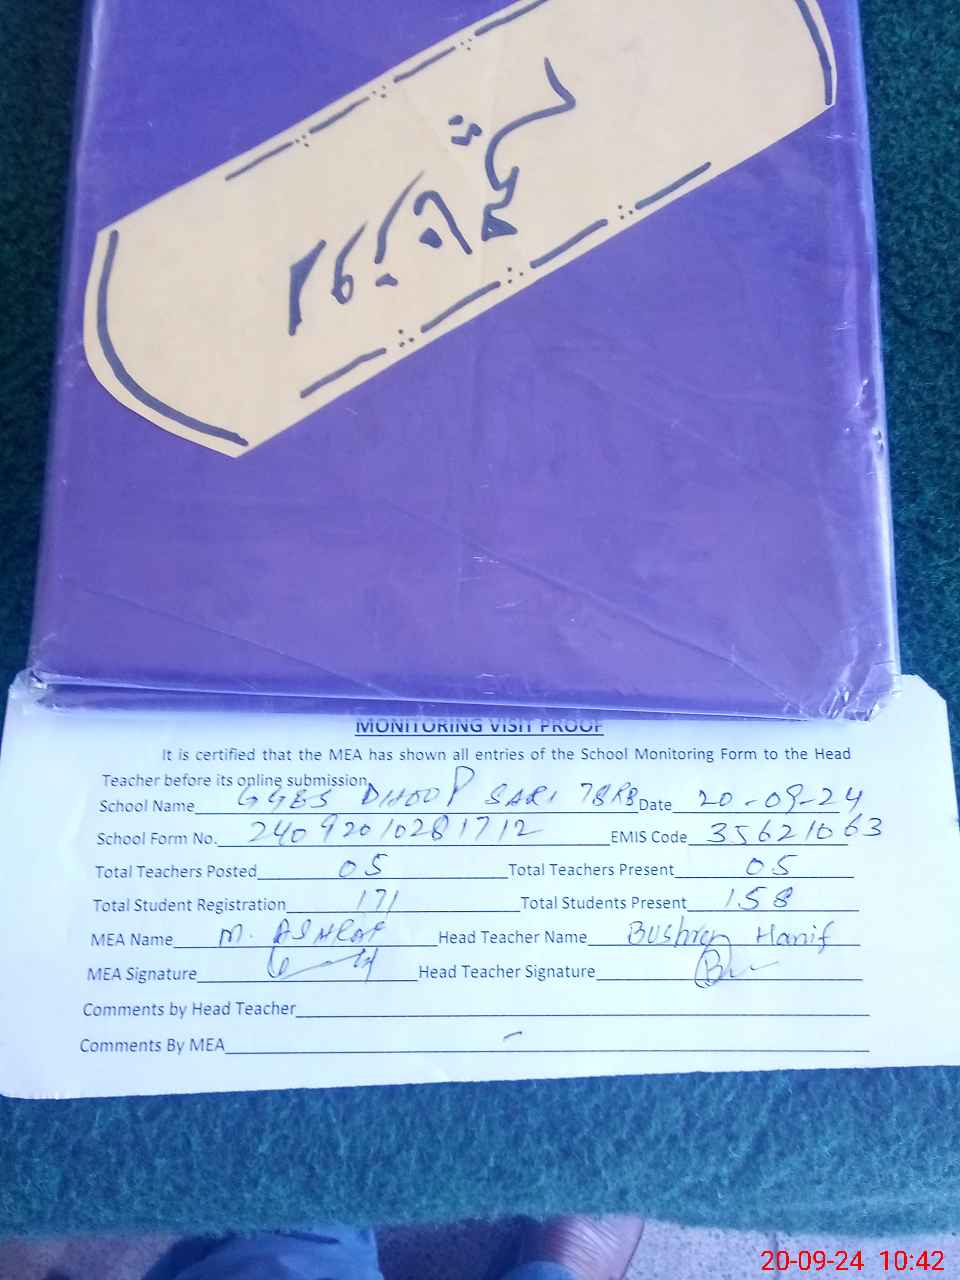 MONITORING VISIT PROOF
It is certified that the MEA has shown all entries of the School Monitoring Form to the Head
Teacher before its online submission.
School Name GGES DHOOP SARI 78RB Date 20-09-24
School Form No. 24092010281712 EMIS Code 35621063
Total Teachers Posted 05 Total Teachers Present 05
Total Student Registration 171 Total Students Present 158
MEA Name M. ASHRAF Head Teacher Name Bushra Hanif
MEA Signature Head Teacher Signature
Comments by Head Teacher
Comments By MEA
20-09-24 10:42